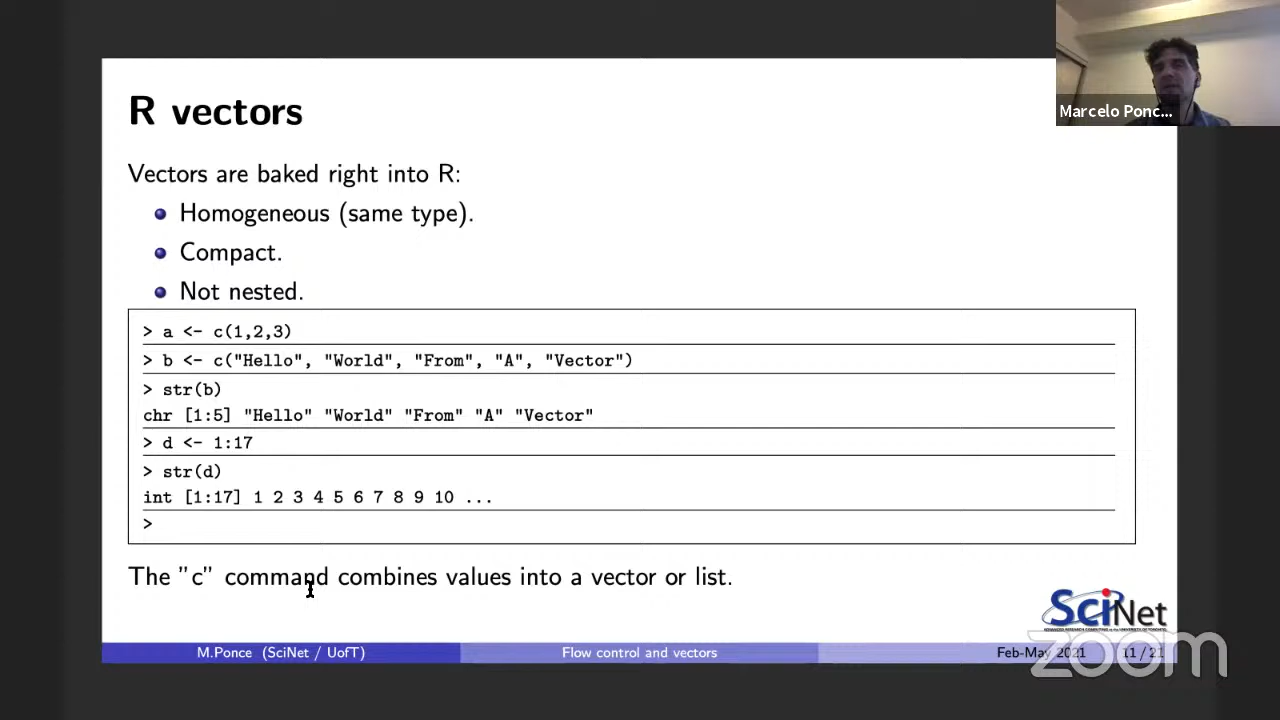 R vectors
Marcelo Ponc...
Vectors are baked right into R:
Homogeneous (same type).
Compact.
Not nested.
> a <- c(1,2,3)
> b <- c("Hello", "World", "From", "A", "Vector")
> str(b)
chr [1:5] "Hello" "World" "From" "A" "Vector"
> d <- 1:17
> str(d)
int [1:17] 1 2 3 4 5 6 7 8 9 10 ...
>
The "c" command combines values into a vector or list.
SciNet
M.Ponce (SciNet / UofT)
Flow control and vectors
Feb-May 2021
11 / 21
zoom